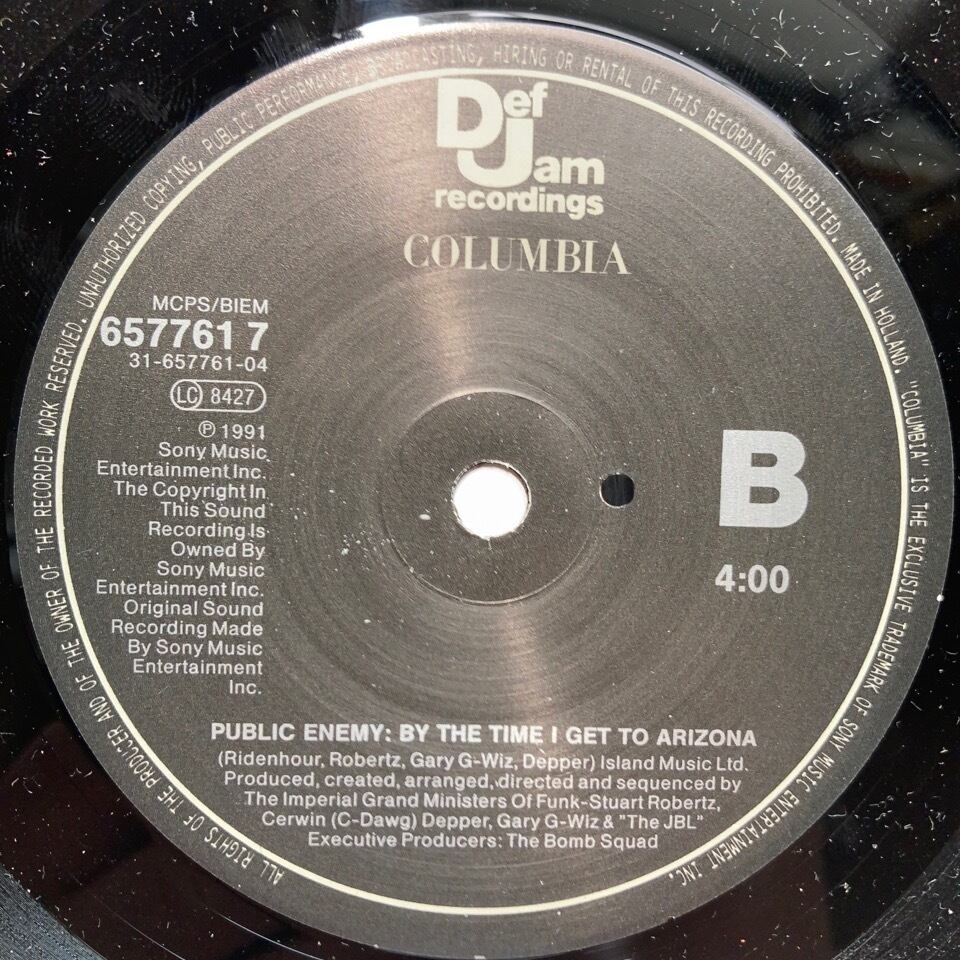 ALL RIGHTS OF THE PRODUCER AND OF THE OWNER OF THE RECORDED WORK RESERVED. UNAUTHORIZED COPYING, PUBLIC PERFORMANCE, BROADCASTING, HIRING OR RENTAL OF THIS RECORDING PROHIBITED. MADE IN HOLLAND. "COLUMBIA" IS THE EXCLUSIVE TRADEMARK OF SONY MUSIC ENTERTAINMENT INC.
Def
Jam
recordings
COLUMBIA
MCPS/BIEM
657761 7
31-657761-04
LC 8427
℗ 1991
Sony Music
Entertainment Inc.
The Copyright In
This Sound
Recording Is
Owned By
Sony Music
Entertainment Inc.
Original Sound
Recording Made
By Sony Music
Entertainment
Inc.
B
4:00
PUBLIC ENEMY: BY THE TIME I GET TO ARIZONA
(Ridenhour, Robertz, Gary G-Wiz, Depper) Island Music Ltd.
Produced, created, arranged, directed and sequenced by
The Imperial Grand Ministers Of Funk-Stuart Robertz,
Cerwin (C-Dawg) Depper, Gary G-Wiz & "The JBL"
Executive Producers: The Bomb Squad